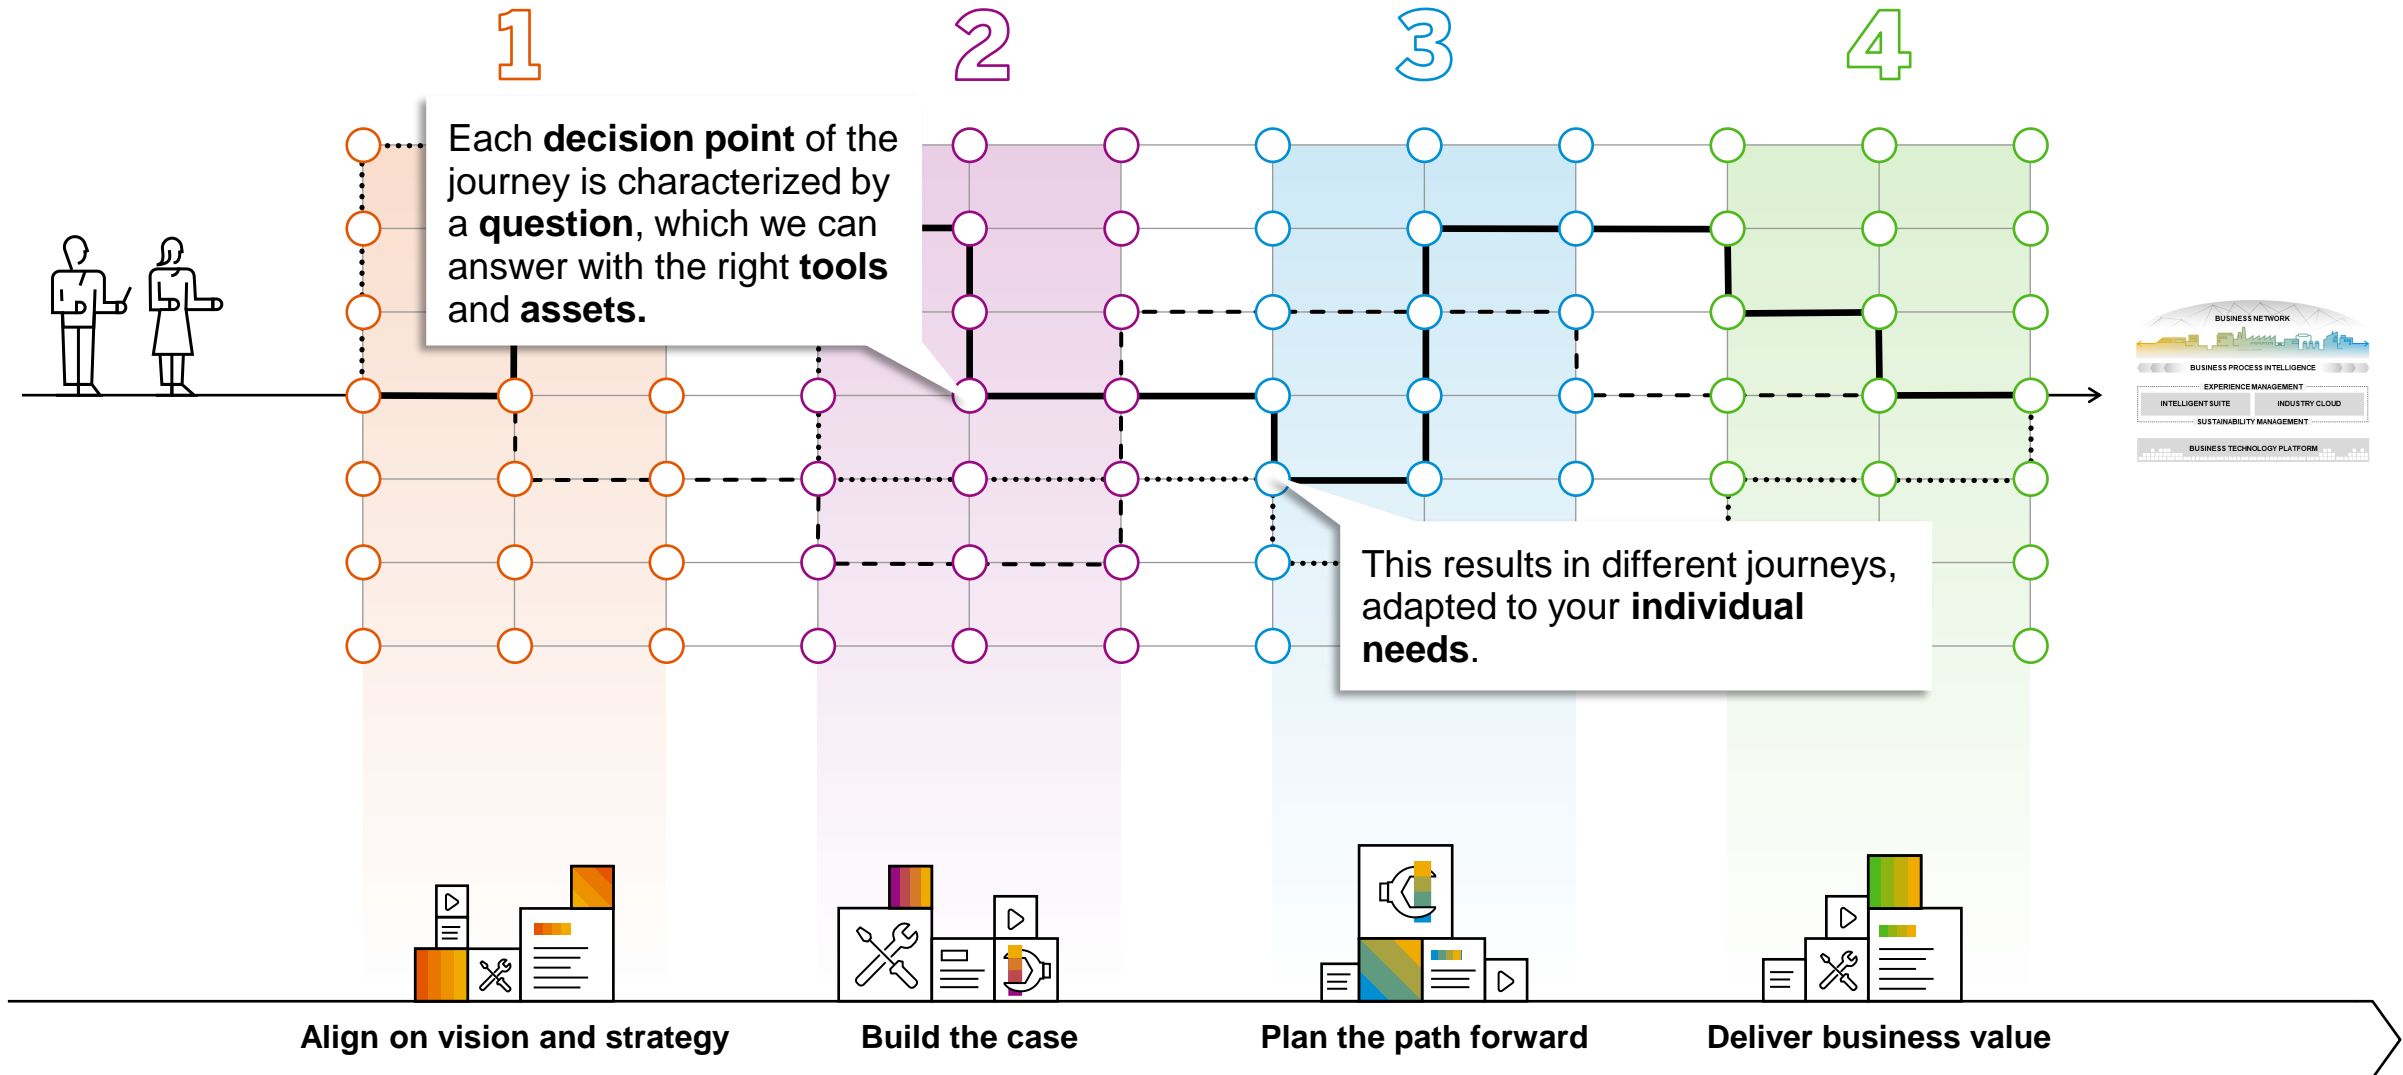 1
2
3
4
Each decision point of the
journey is characterized by
a question, which we can
answer with the right tools
and assets.
BUSINESS NETWORK
BUSINESS PROCESS INTELLIGENCE
EXPERIENCE MANAGEMENT
INTELLIGENT SUITE
INDUSTRY CLOUD
SUSTAINABILITY MANAGEMENT
BUSINESS TECHNOLOGY PLATFORM
This results in different journeys,
adapted to your individual
needs.
Align on vision and strategy
Build the case
Plan the path forward
Deliver business value